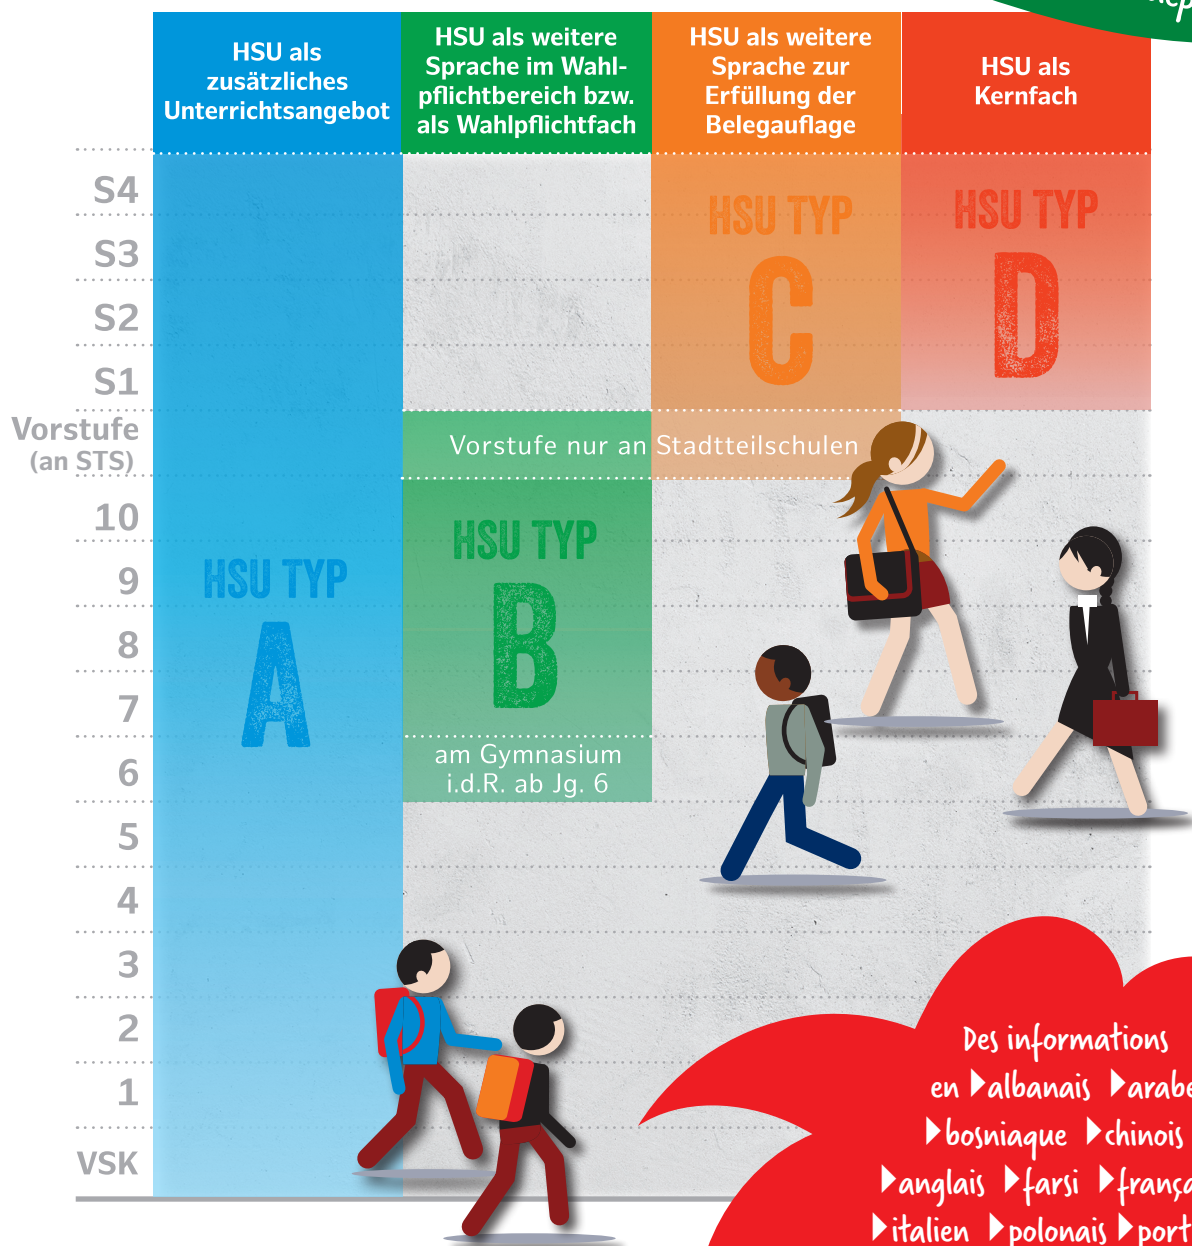 HSU als
zusätzliches
Unterrichtsangebot
HSU als weitere
Sprache im Wahl-
pflichtbereich bzw.
als Wahlpflichtfach
HSU als weitere
Sprache zur
Erfüllung der
Belegauflage
HSU als
Kernfach
S4
S3
S2
S1
Vorstufe
(an STS)
10
9
8
7
6
5
4
3
2
1
VSK
HSU TYP
A
Vorstufe nur an Stadtteilschulen
HSU TYP
B
am Gymnasium
i.d.R. ab Jg. 6
HSU TYP
C
HSU TYP
D
Des informations
en ▶albanais ▶arabe
▶bosniaque ▶chinois
▶anglais ▶farsi ▶frança
▶italien ▶polonais ▶port